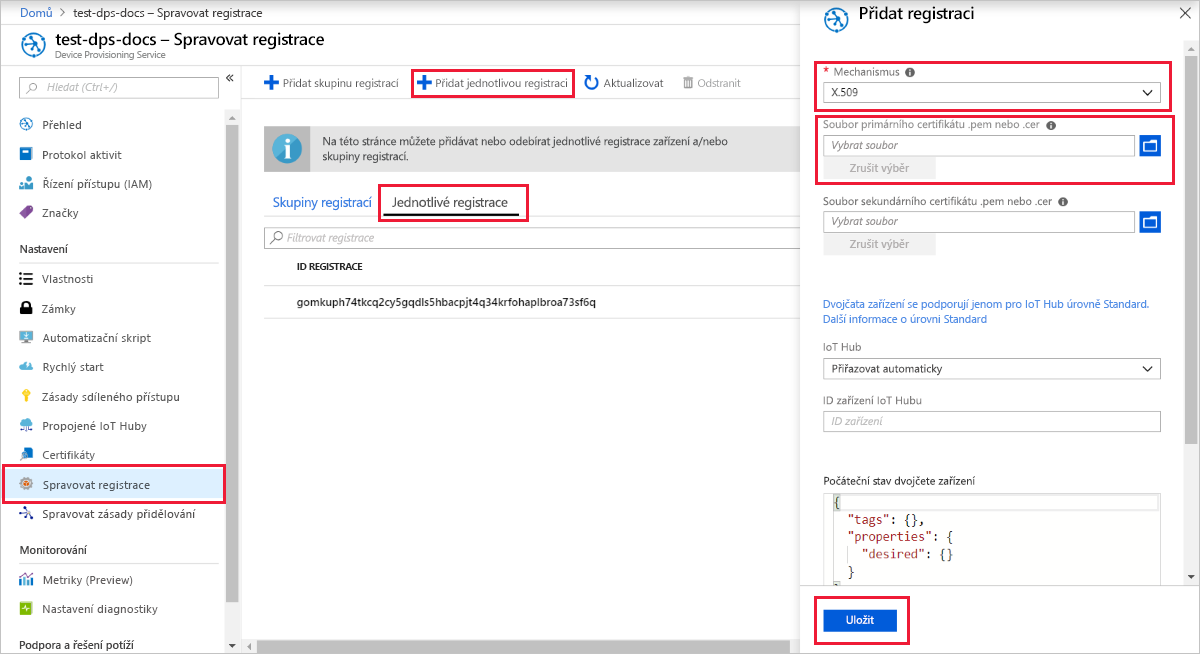 Domů > test-dps-docs – Spravovat registrace
test-dps-docs – Spravovat registrace
Device Provisioning Service
Hledat (Ctrl+/)
Přehled
Protokol aktivit
Řízení přístupu (IAM)
Značky
Nastavení
Vlastnosti
Zámky
Automatizační skript
Rychlý start
Zásady sdíleného přístupu
Propojené IoT Huby
Certifikáty
Spravovat registrace
Spravovat zásady přidělování
Monitorování
Metriky (Preview)
Nastavení diagnostiky
Podpora a řešení potíží
Přidat skupinu registrací
Přidat jednotlivou registraci
Aktualizovat
Odstranit
Na této stránce můžete přidávat nebo odebírat jednotlivé registrace zařízení a/nebo
skupiny registrací.
Skupiny registrací
Jednotlivé registrace
Filtrovat registrace
ID REGISTRACE
gomkuph74tkcq2cy5gqdls5hbacpjt4q34krfohaplbroa73sf6q
Přidat registraci
* Mechanismus
X.509
Soubor primárního certifikátu .pem nebo .cer
Vybrat soubor
Zrušit výběr
Soubor sekundárního certifikátu .pem nebo .cer
Vybrat soubor
Zrušit výběr
Dvojčata zařízení se podporují jenom pro IoT Hub úrovně Standard.
Další informace o úrovni Standard
IoT Hub
Přiřazovat automaticky
ID zařízení IoT Hubu
ID zařízení
Počáteční stav dvojčete zařízení
{
"tags": {},
"properties": {
"desired": {}
}
Uložit